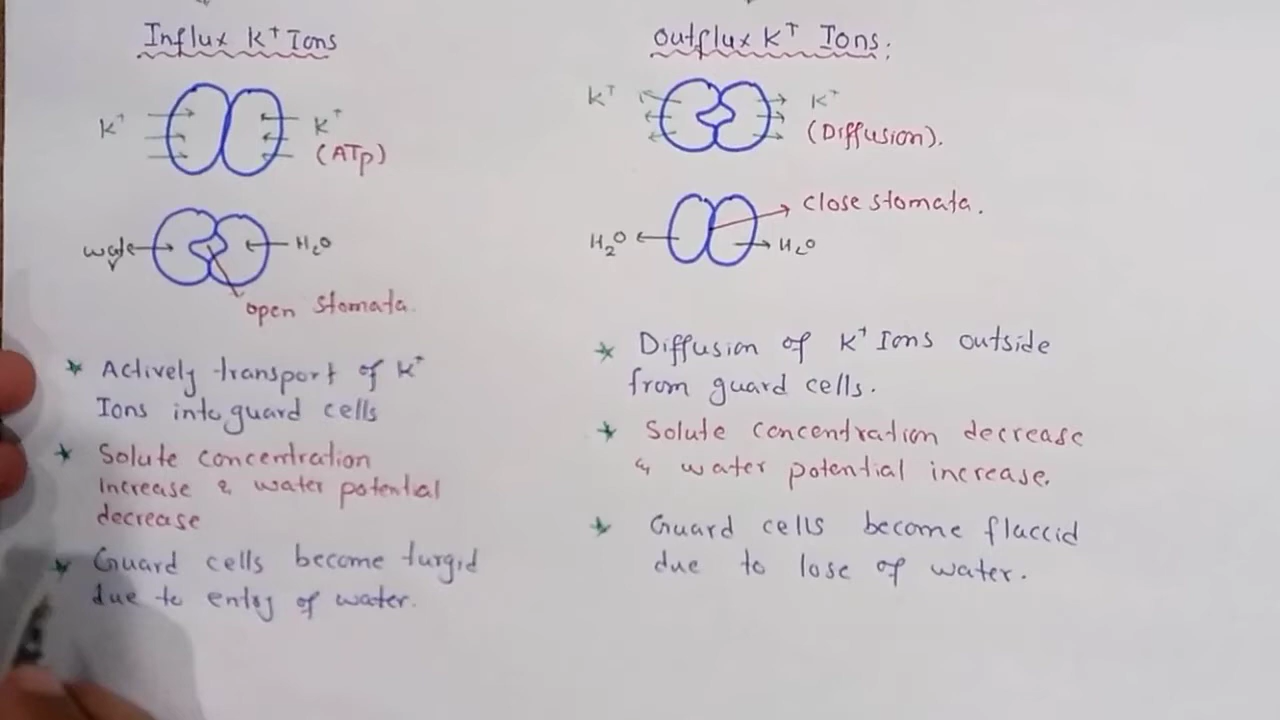 Influx K⁺ Ions
K⁺
K⁺
(ATP)
water
H₂O
open stomata.
* Actively transport of K⁺
Ions into guard cells
* Solute concentration
increase & water potential
decrease
* Guard cells become turgid
due to entry of water.
outflux K⁺ Ions:
K⁺
K⁺
(Diffusion).
close stomata.
H₂O
H₂O
* Diffusion of K⁺ Ions outside
from guard cells.
* Solute concentration decrease
& water potential increase.
* Guard cells become flaccid
due to lose of water.